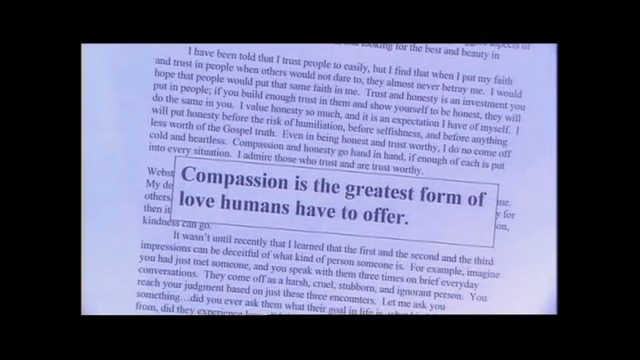 looking for the best and beauty in
I have been told that I trust people to easily, but I find that when I put my faith
and trust in people when others would not dare to, they almost never betray me. I would
hope that people would put that same faith in me. Trust and honesty is an investment you
put in people; if you build enough trust in them and show yourself to be honest, they will
do the same in you. I value honesty so much, and it is an expectation I have of myself. I
will put honesty before the risk of humiliation, before selfishness, and before anything
less worth of the Gospel truth. Even in being honest and trust worthy, I do no come off
cold and heartless. Compassion and honesty go hand in hand, if enough of each is put
into every situation. I admire those who trust and are trust worthy.
Compassion is the greatest form of
love humans have to offer.
My
others
then
kindness can go.
It wasn't until recently that I learned that the first and the second and the third
impressions can be deceitful of what kind of person someone is. For example, imagine
you had just met someone, and you speak with them three times on brief everyday
conversations. They come off as a harsh, cruel, stubborn, and ignorant person. You
reach your judgment based on just these three encounters. Let me ask you
something…did you ever ask them what their goal in life is,
from, did they experience